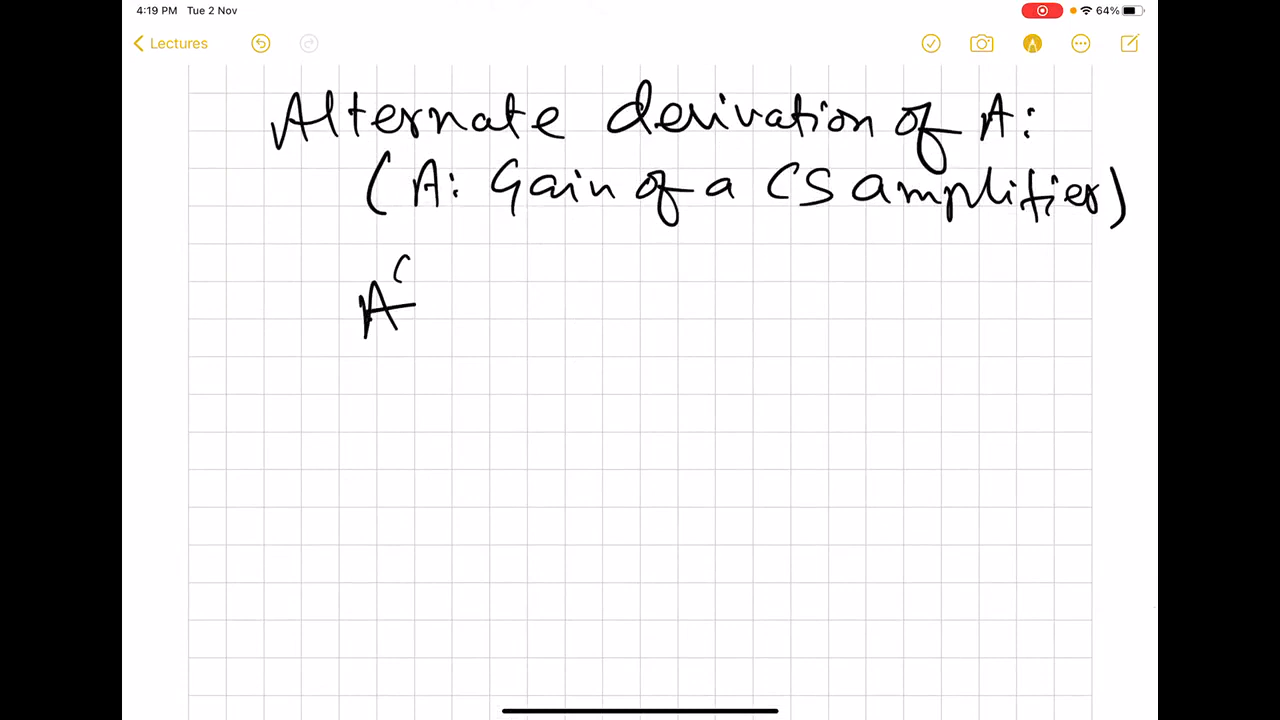 4:19 PM Tue 2 Nov 64%
Lectures
Alternate derivation of A:
(A: Gain of a CS amplifier)
A